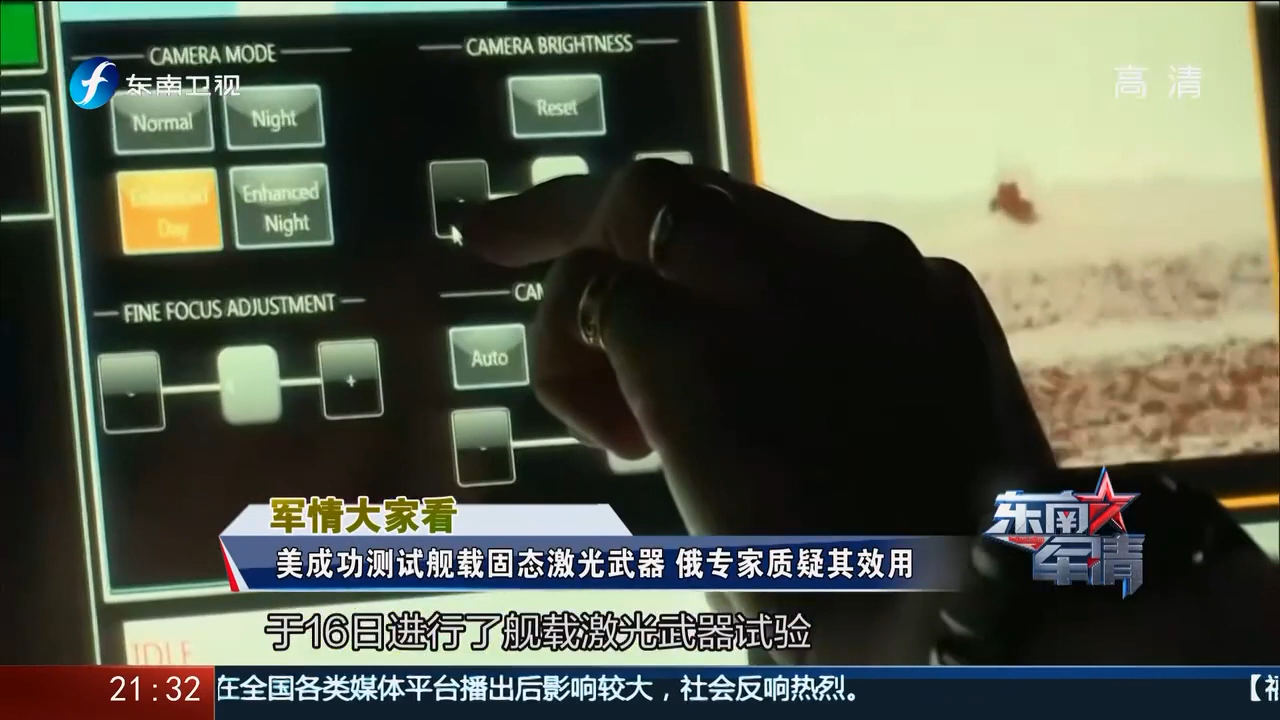 CAMERA MODE
CAMERA BRIGHTNESS
东南卫视
高清
Normal
Night
Reset
Enhanced
Day
Enhanced
Night
-
FINE FOCUS ADJUSTMENT
CAM
-
+
Auto
-
军情大家看
美成功测试舰载固态激光武器 俄专家质疑其效用
东南军情
于16日进行了舰载激光武器试验
IDLE
21:32
在全国各类媒体平台播出后影响较大，社会反响热烈。
【福